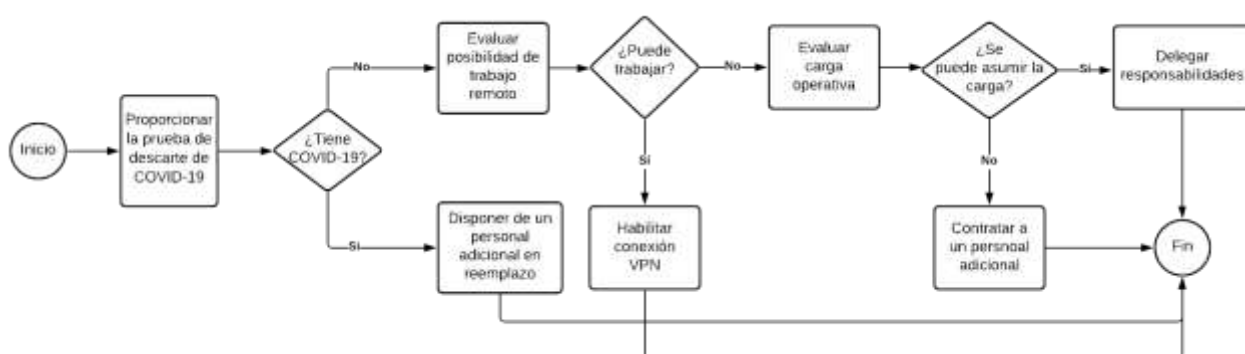 Inicio
Proporcionar
la prueba de
descarte de
COVID-19
¿Tiene
COVID-19?
No
Si
Evaluar
posibilidad de
trabajo
remoto
Disponer de un
personal
adicional en
reemplazo
¿Puede
trabajar?
No
Sí
Habilitar
conexión
VPN
Evaluar
carga
operativa
¿Se
puede asumir la
carga?
Sí
No
Contratar a
un persnoal
adicional
Delegar
responsabilidades
Fin